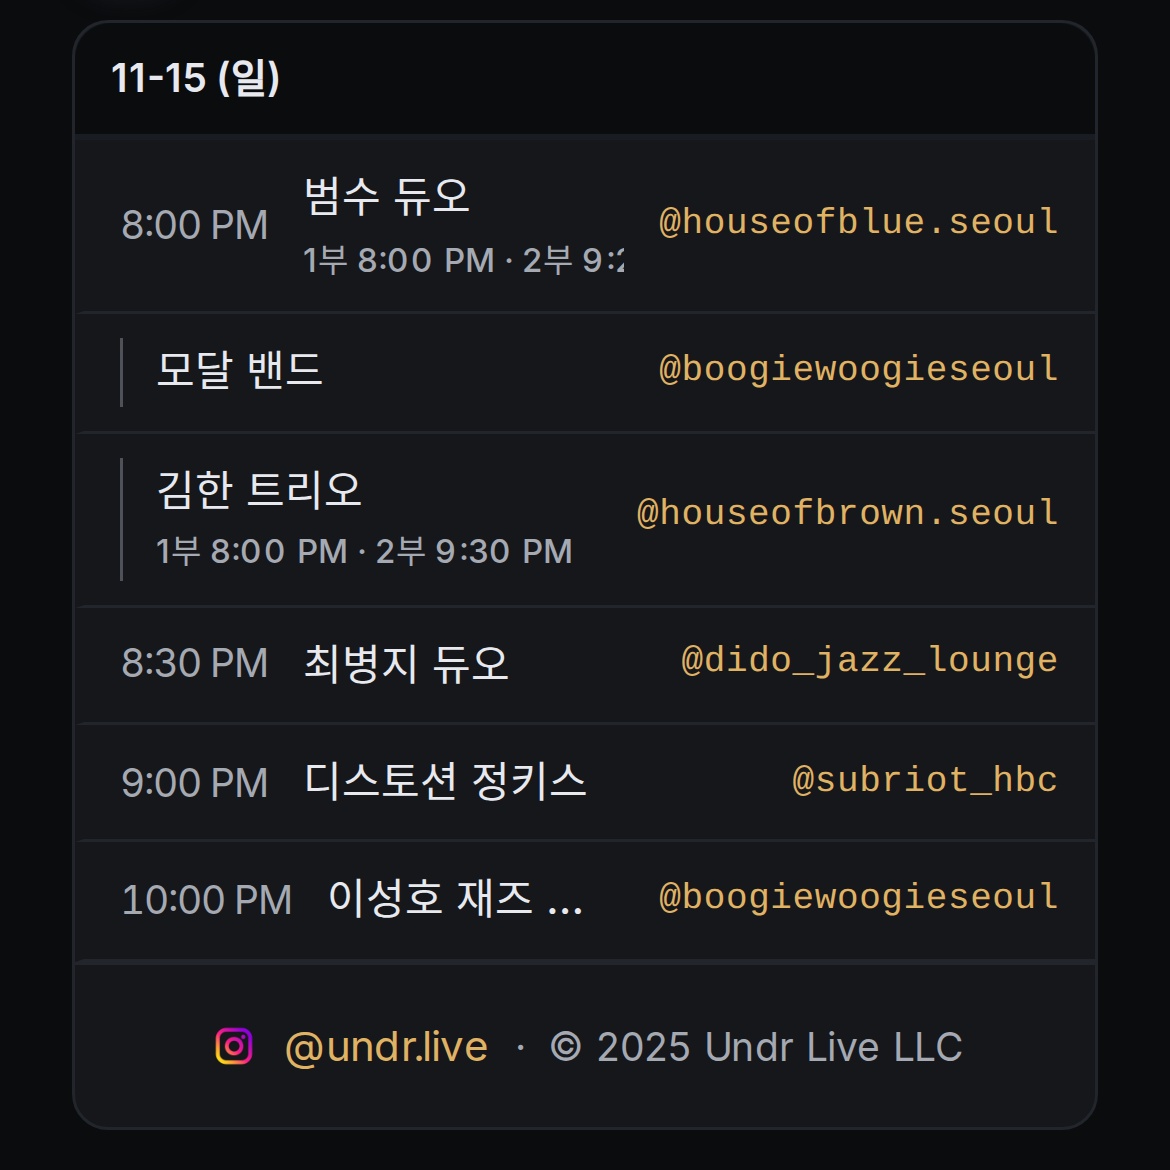 11-15 (일)
8:00 PM 범수 듀오 @houseofblue.seoul
1부 8:00 PM · 2부 9:2
모달 밴드 @boogiewoogieseoul
김한 트리오 @houseofbrown.seoul
1부 8:00 PM · 2부 9:30 PM
8:30 PM 최병지 듀오 @dido_jazz_lounge
9:00 PM 디스토션 정키스 @subriot_hbc
10:00 PM 이성호 재즈 ... @boogiewoogieseoul
@undr.live · © 2025 Undr Live LLC